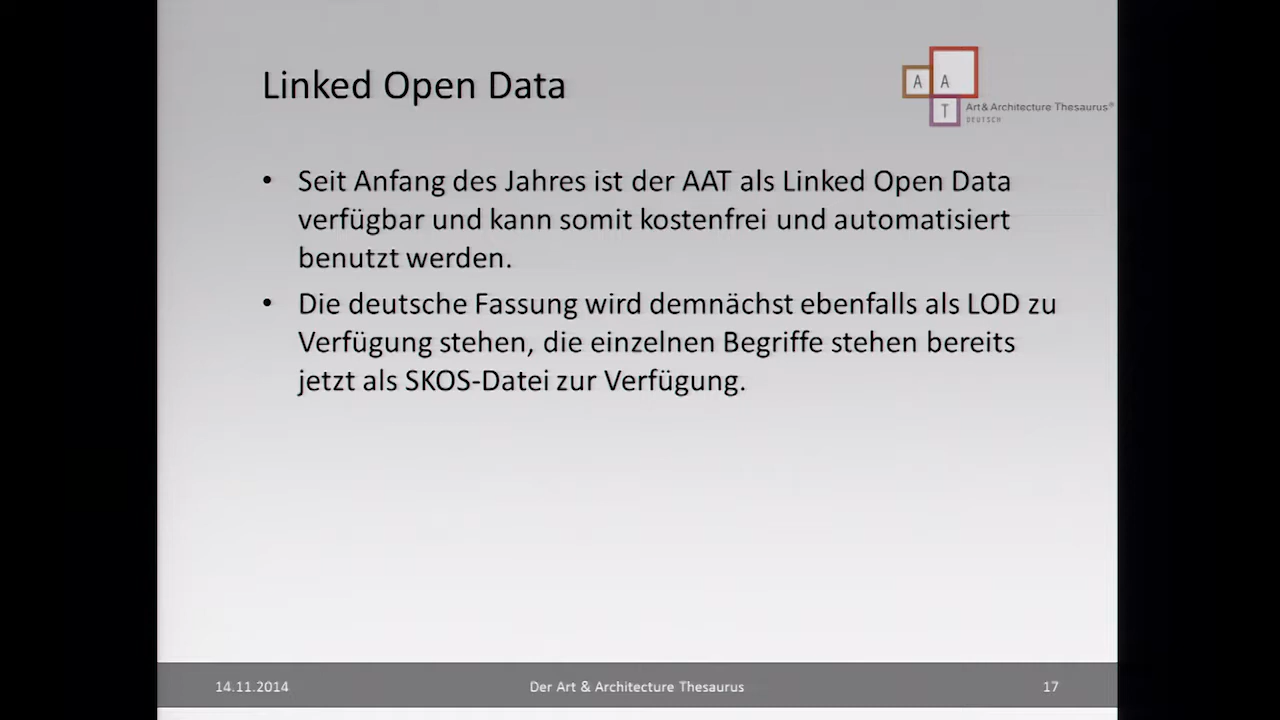 Linked Open Data
A A
T
Art & Architecture Thesaurus®
DEUTSCH
• Seit Anfang des Jahres ist der AAT als Linked Open Data
verfügbar und kann somit kostenfrei und automatisiert
benutzt werden.
• Die deutsche Fassung wird demnächst ebenfalls als LOD zu
Verfügung stehen, die einzelnen Begriffe stehen bereits
jetzt als SKOS-Datei zur Verfügung.
14.11.2014 Der Art & Architecture Thesaurus 17